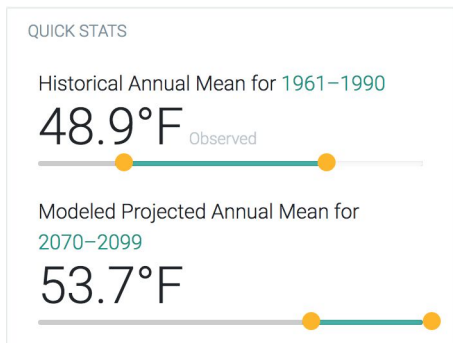 QUICK STATS
Historical Annual Mean for 1961–1990
48.9°F Observed
Modeled Projected Annual Mean for
2070–2099
53.7°F